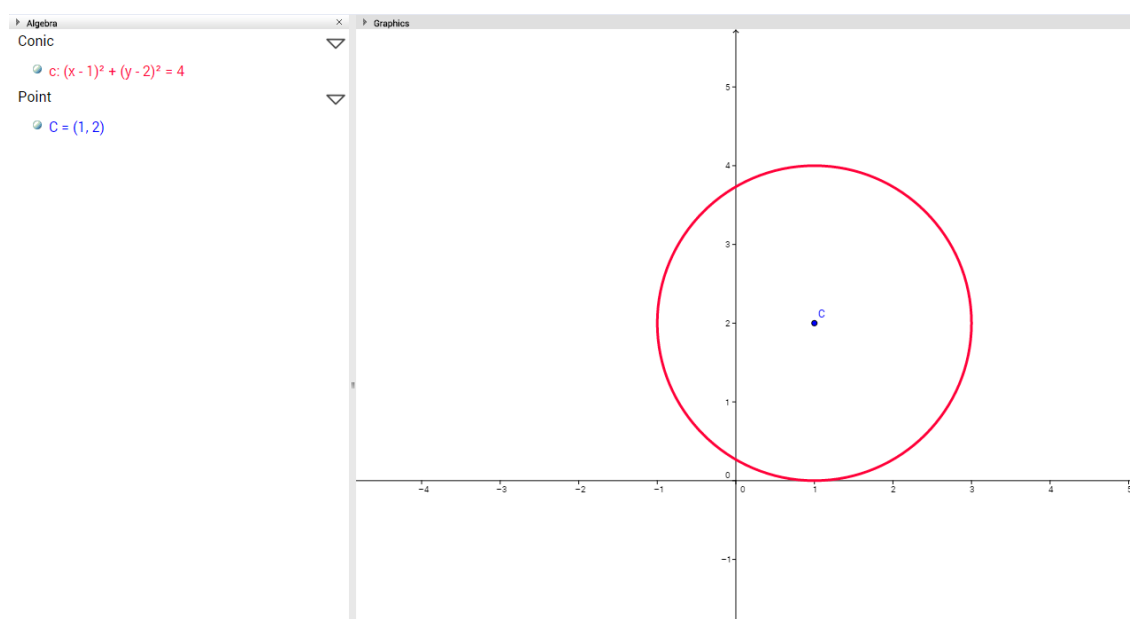 Algebra
Graphics
Conic
c: (x - 1)² + (y - 2)² = 4
Point
C = (1, 2)
5
4
3
2
C
1
0
−4 −3 −2 −1 0 1 2 3 4 5
−1